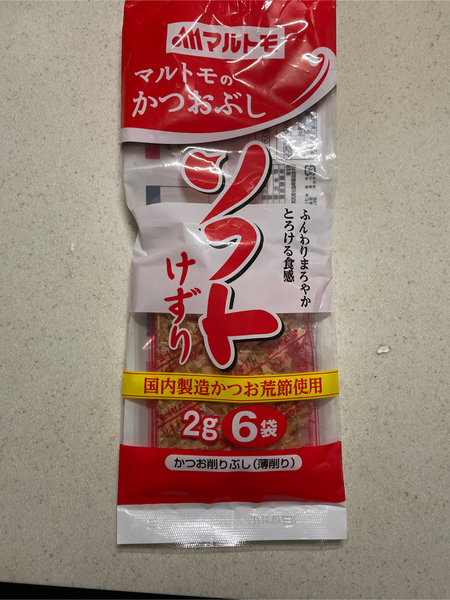 マルトモ
マルトモの
かつおぶし
ソフト
けずり
ふんわりまろやか
とろける食感
国内製造かつお荒節使用
2g 6袋
かつお削りぶし(薄削り)